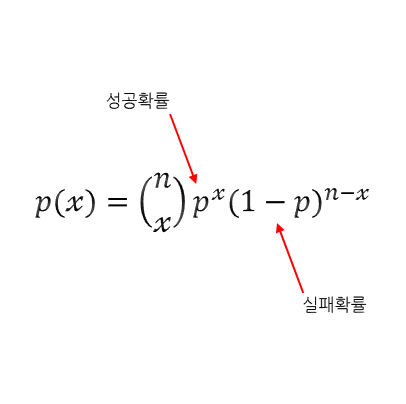 성공확률
p(x) = (n x) p^x (1 − p)^{n−x}
실패확률